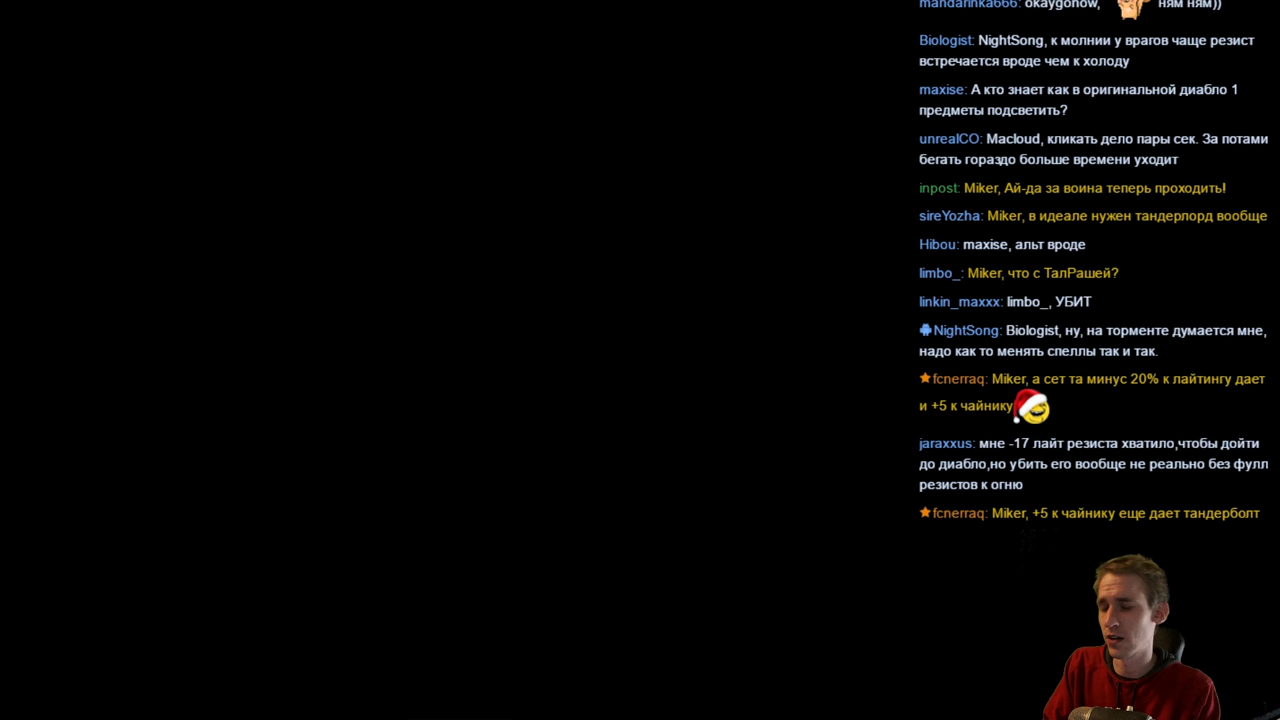 mandarinka666: okaygonow, ням ням))
Biologist: NightSong, к молнии у врагов чаще резист
встречается вроде чем к холоду
maxise: А кто знает как в оригинальной диабло 1
предметы подсветить?
unrealCO: Macloud, кликать дело пары сек. За потами
бегать гораздо больше времени уходит
inpost: Miker, Ай-да за воина теперь проходить!
sireYozha: Miker, в идеале нужен тандерлорд вообще
Hibou: maxise, альт вроде
limbo_: Miker, что с ТалРашей?
linkin_maxxx: limbo_, УБИТ
NightSong: Biologist, ну, на торменте думается мне,
надо как то менять спеллы так и так.
fcnerraq: Miker, а сет та минус 20% к лайтингу дает
и +5 к чайнику
jaraxxus: мне -17 лайт резиста хватило,чтобы дойти
до диабло,но убить его вообще не реально без фулл
резистов к огню
fcnerraq: Miker, +5 к чайнику еще дает тандерболт